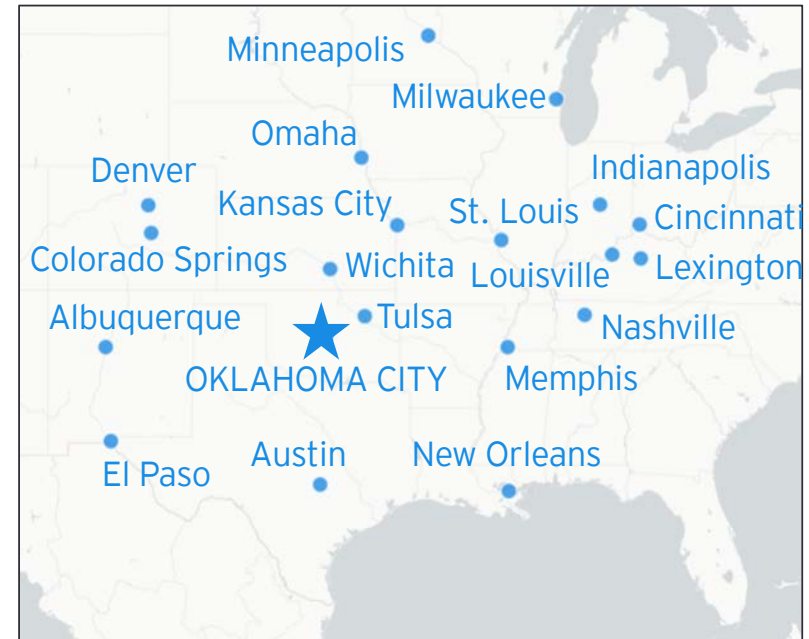 Minneapolis
Milwaukee
Omaha
Denver
Indianapolis
Kansas City
St. Louis
Cincinnati
Colorado Springs
Wichita
Louisville
Lexington
Albuquerque
Tulsa
Nashville
OKLAHOMA CITY
Memphis
El Paso
Austin
New Orleans